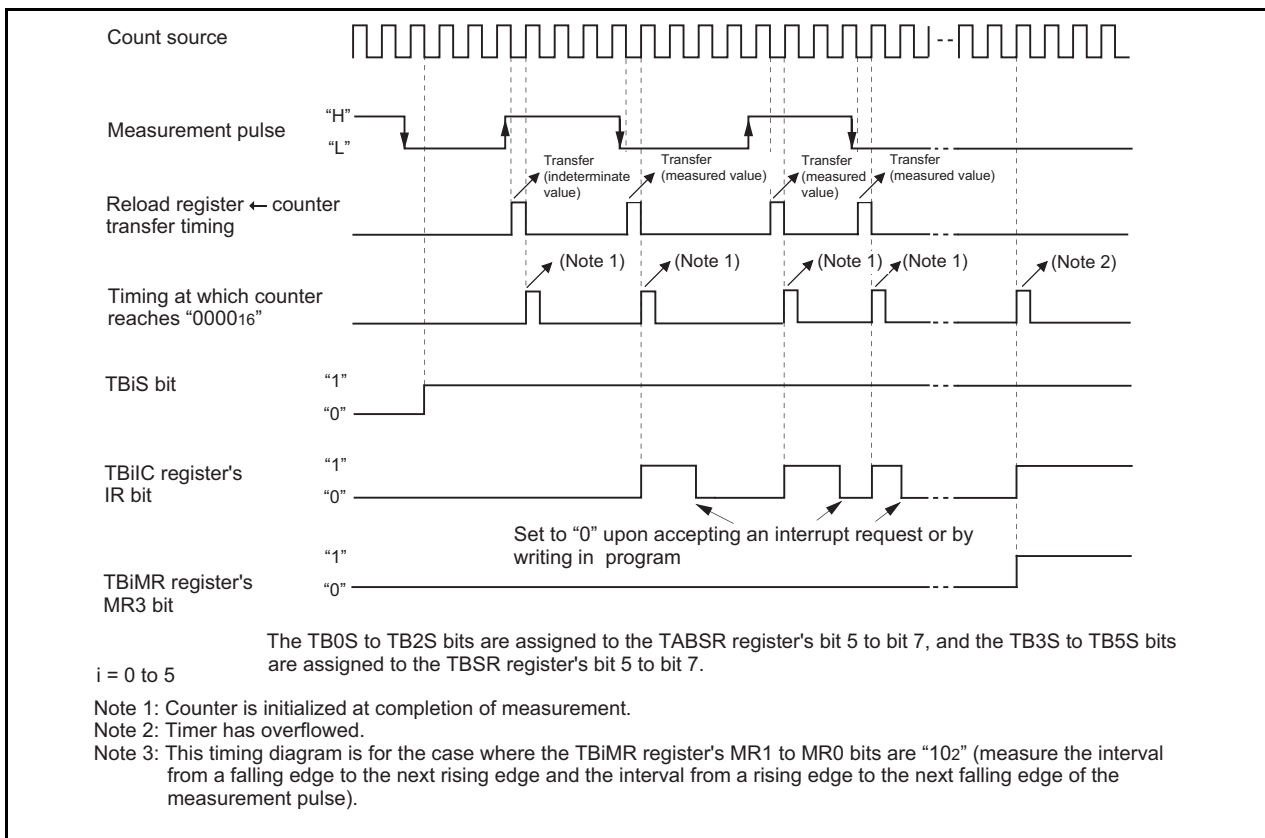 Count source
"H"
Measurement pulse
"L"
Transfer (indeterminate value)
Transfer (measured value)
Transfer (measured value)
Transfer (measured value)
Reload register ← counter
transfer timing
(Note 1)
(Note 1)
(Note 1)
(Note 1)
(Note 2)
Timing at which counter
reaches "000016"
TBiS bit
"1"
"0"
TBiIC register's
IR bit
"1"
"0"
Set to "0" upon accepting an interrupt request or by
writing in program
"1"
TBiMR register's
MR3 bit
"0"
The TB0S to TB2S bits are assigned to the TABSR register's bit 5 to bit 7, and the TB3S to TB5S bits
are assigned to the TBSR register's bit 5 to bit 7.
i = 0 to 5
Note 1: Counter is initialized at completion of measurement.
Note 2: Timer has overflowed.
Note 3: This timing diagram is for the case where the TBiMR register's MR1 to MR0 bits are "102" (measure the interval
from a falling edge to the next rising edge and the interval from a rising edge to the next falling edge of the
measurement pulse).